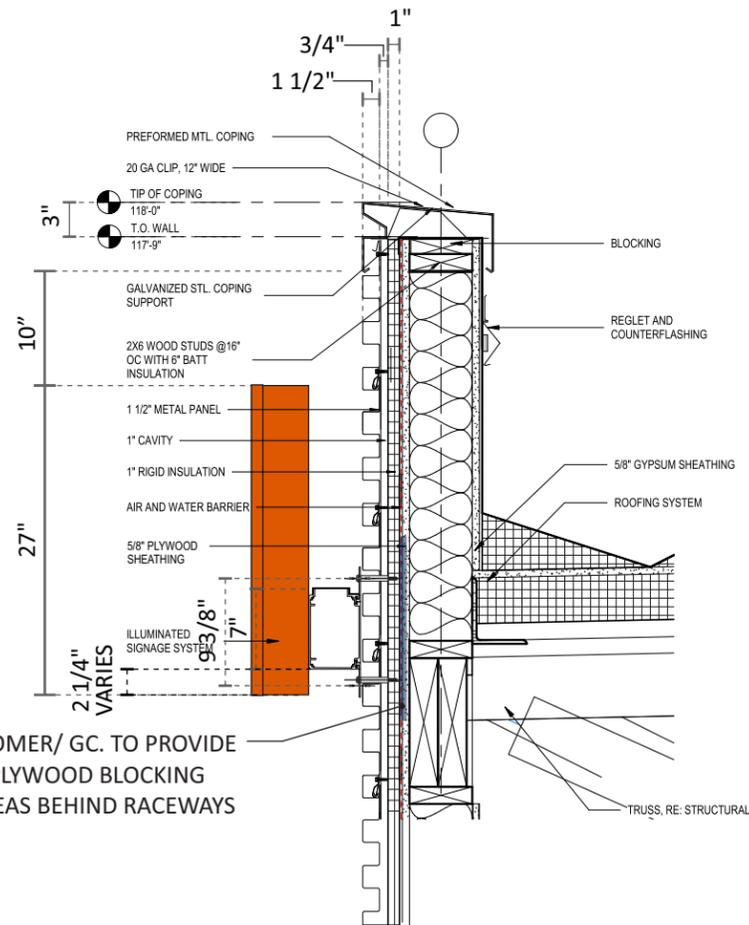 1"
3/4"
1 1/2"
PREFORMED MTL. COPING
20 GA CLIP, 12" WIDE
TIP OF COPING
118'-0"
3"
T.O. WALL
117'-9"
BLOCKING
GALVANIZED STL. COPING
SUPPORT
10”
REGLET AND
COUNTERFLASHING
2X6 WOOD STUDS @16"
OC WITH 6" BATT
INSULATION
1 1/2" METAL PANEL
1" CAVITY
1" RIGID INSULATION
5/8" GYPSUM SHEATHING
ROOFING SYSTEM
AIR AND WATER BARRIER
27"
5/8" PLYWOOD
SHEATHING
9 3/8"
7"
ILLUMINATED
SIGNAGE SYSTEM
2 1/4"
VARIES
OMER/ GC. TO PROVIDE
PLYWOOD BLOCKING
EAS BEHIND RACEWAYS
TRUSS, RE: STRUCTURAL